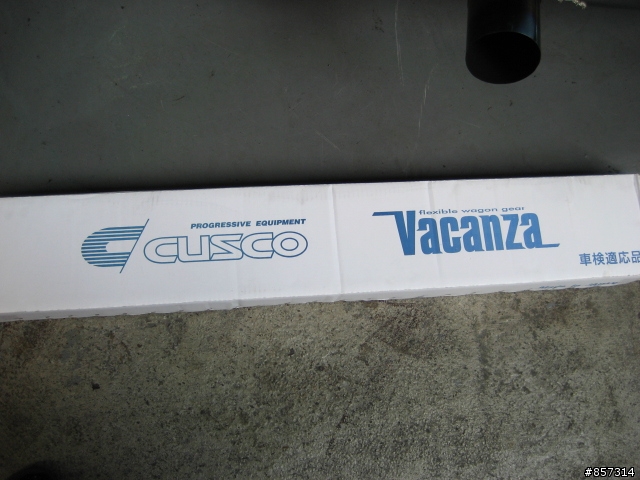 PROGRESSIVE EQUIPMENT
CUSCO
flexible wagon gear
Vacanza
車検適応品
#857314